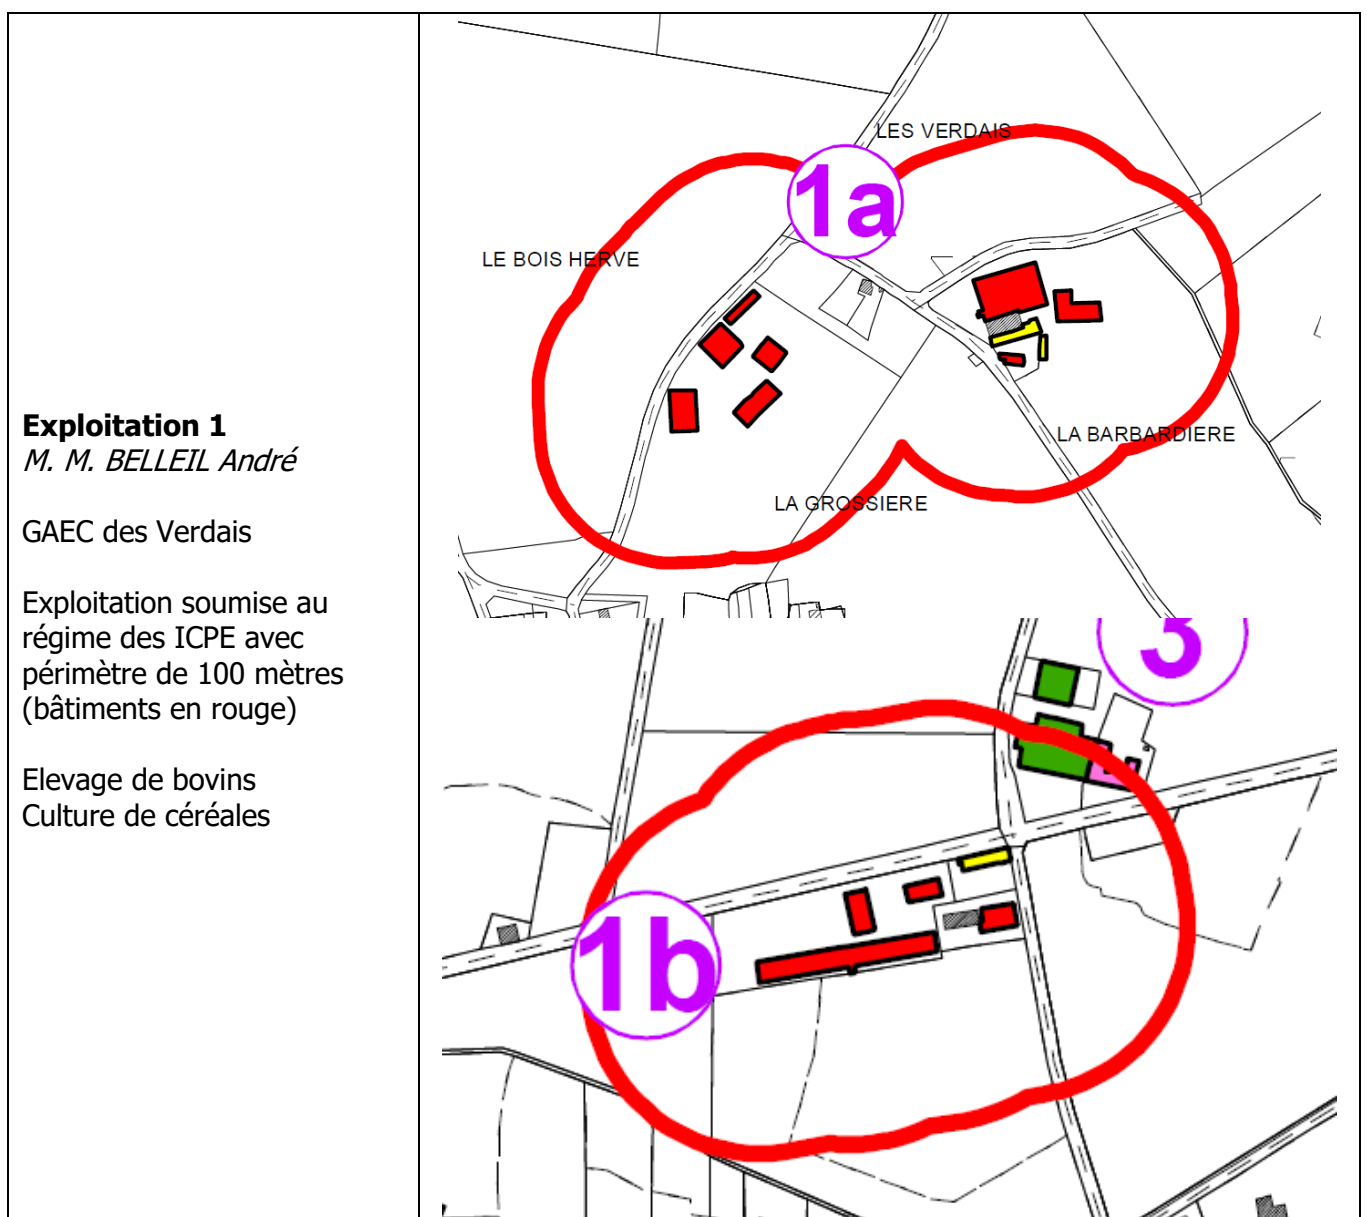 Exploitation 1
M. M. BELLEIL André
GAEC des Verdais
Exploitation soumise au
régime des ICPE avec
périmètre de 100 mètres
(bâtiments en rouge)
Elevage de bovins
Culture de céréales
LES VERDAIS
1a
LE BOIS HERVE
LA BARBARDIERE
LA GROSSIERE
3
1b